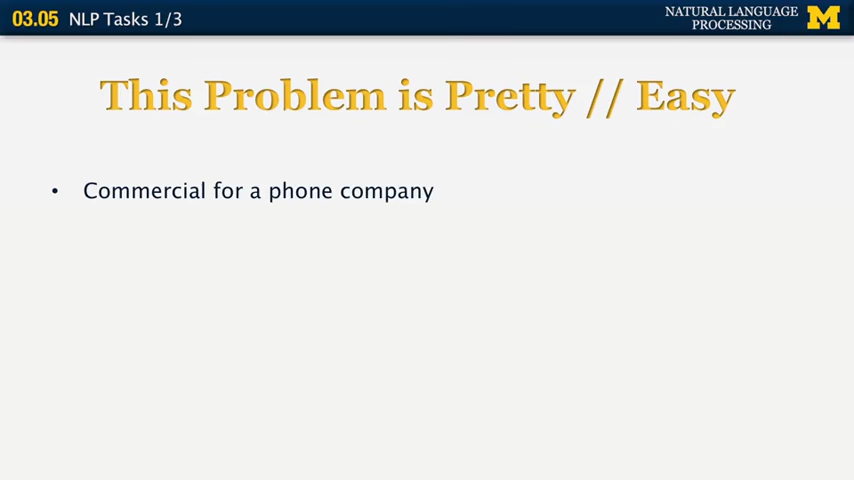 03.05 NLP Tasks 1/3
NATURAL LANGUAGE
PROCESSING
M
This Problem is Pretty // Easy
• Commercial for a phone company